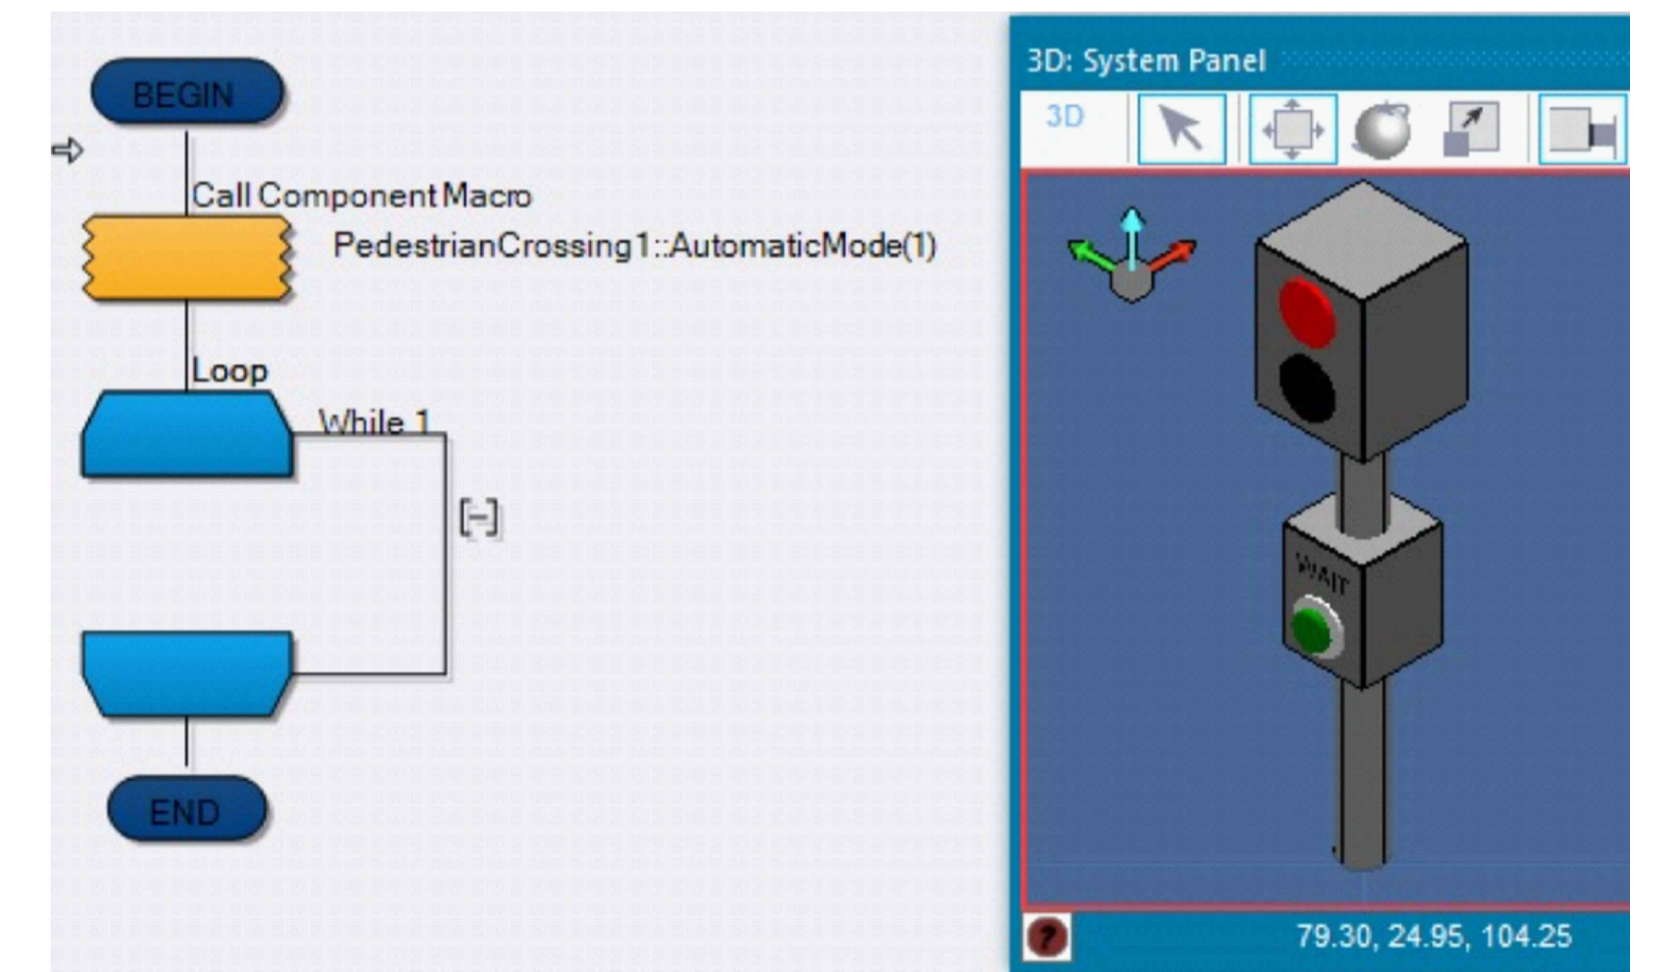 BEGIN
Call Component Macro
PedestrianCrossing1::AutomaticMode(1)
Loop
While 1
END
3D: System Panel
3D
WAIT
?
79.30, 24.95, 104.25